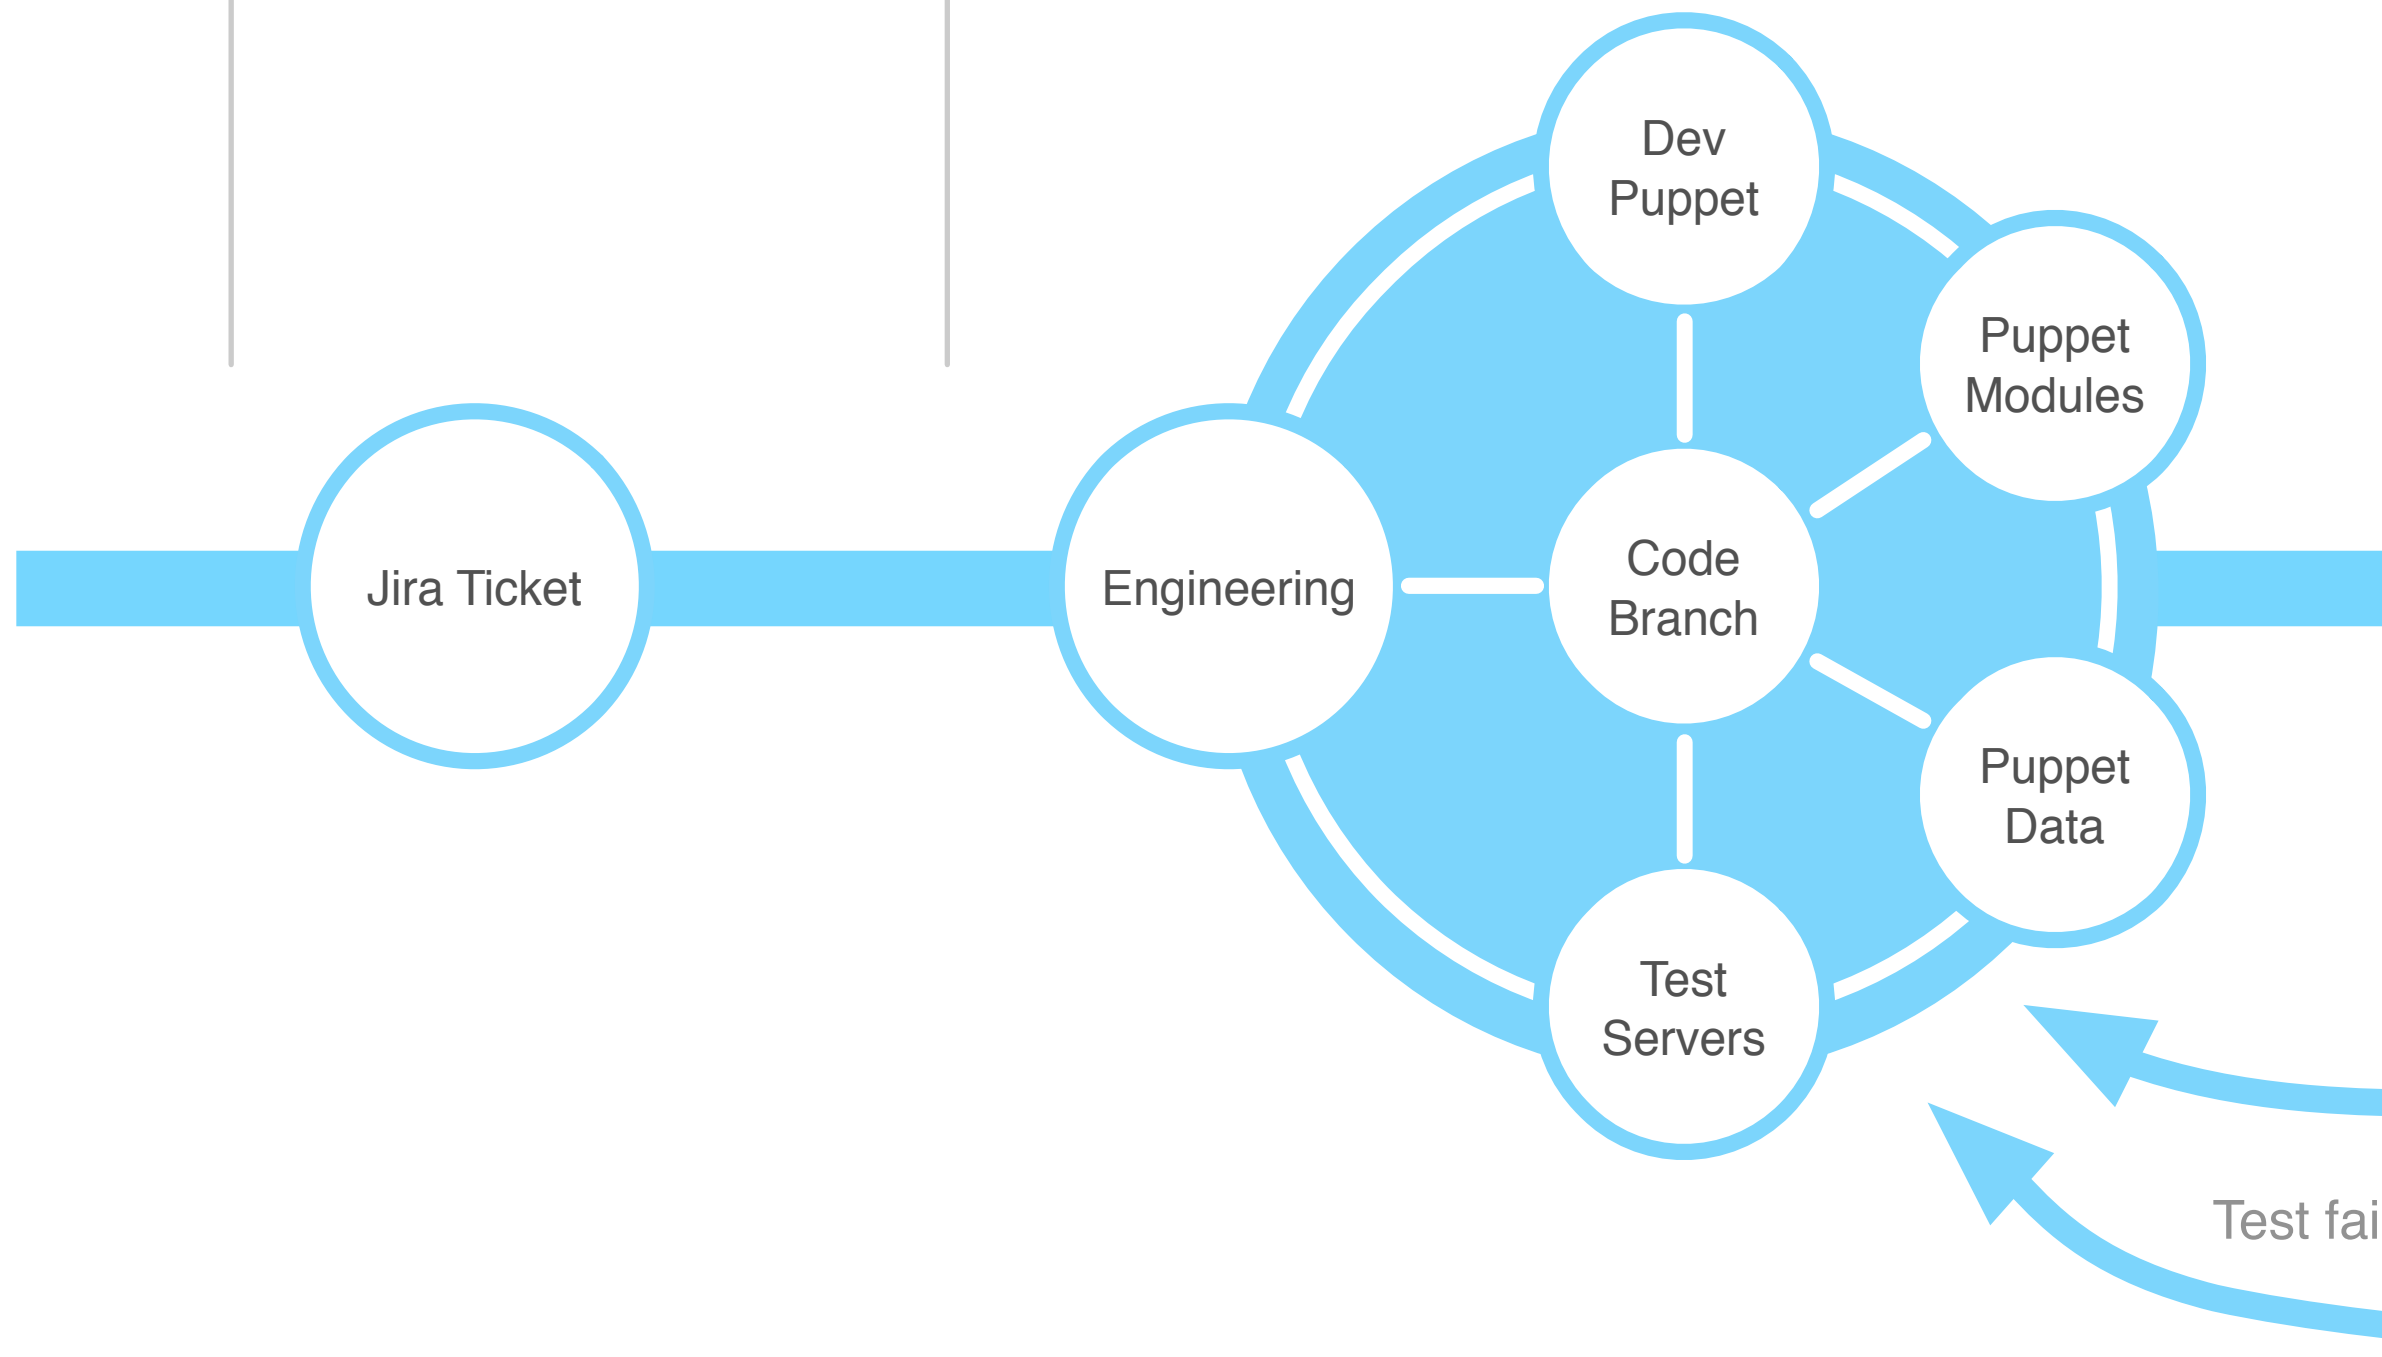 Dev
Puppet
Puppet
Modules
Jira Ticket
Engineering
Code
Branch
Puppet
Data
Test
Servers
Test